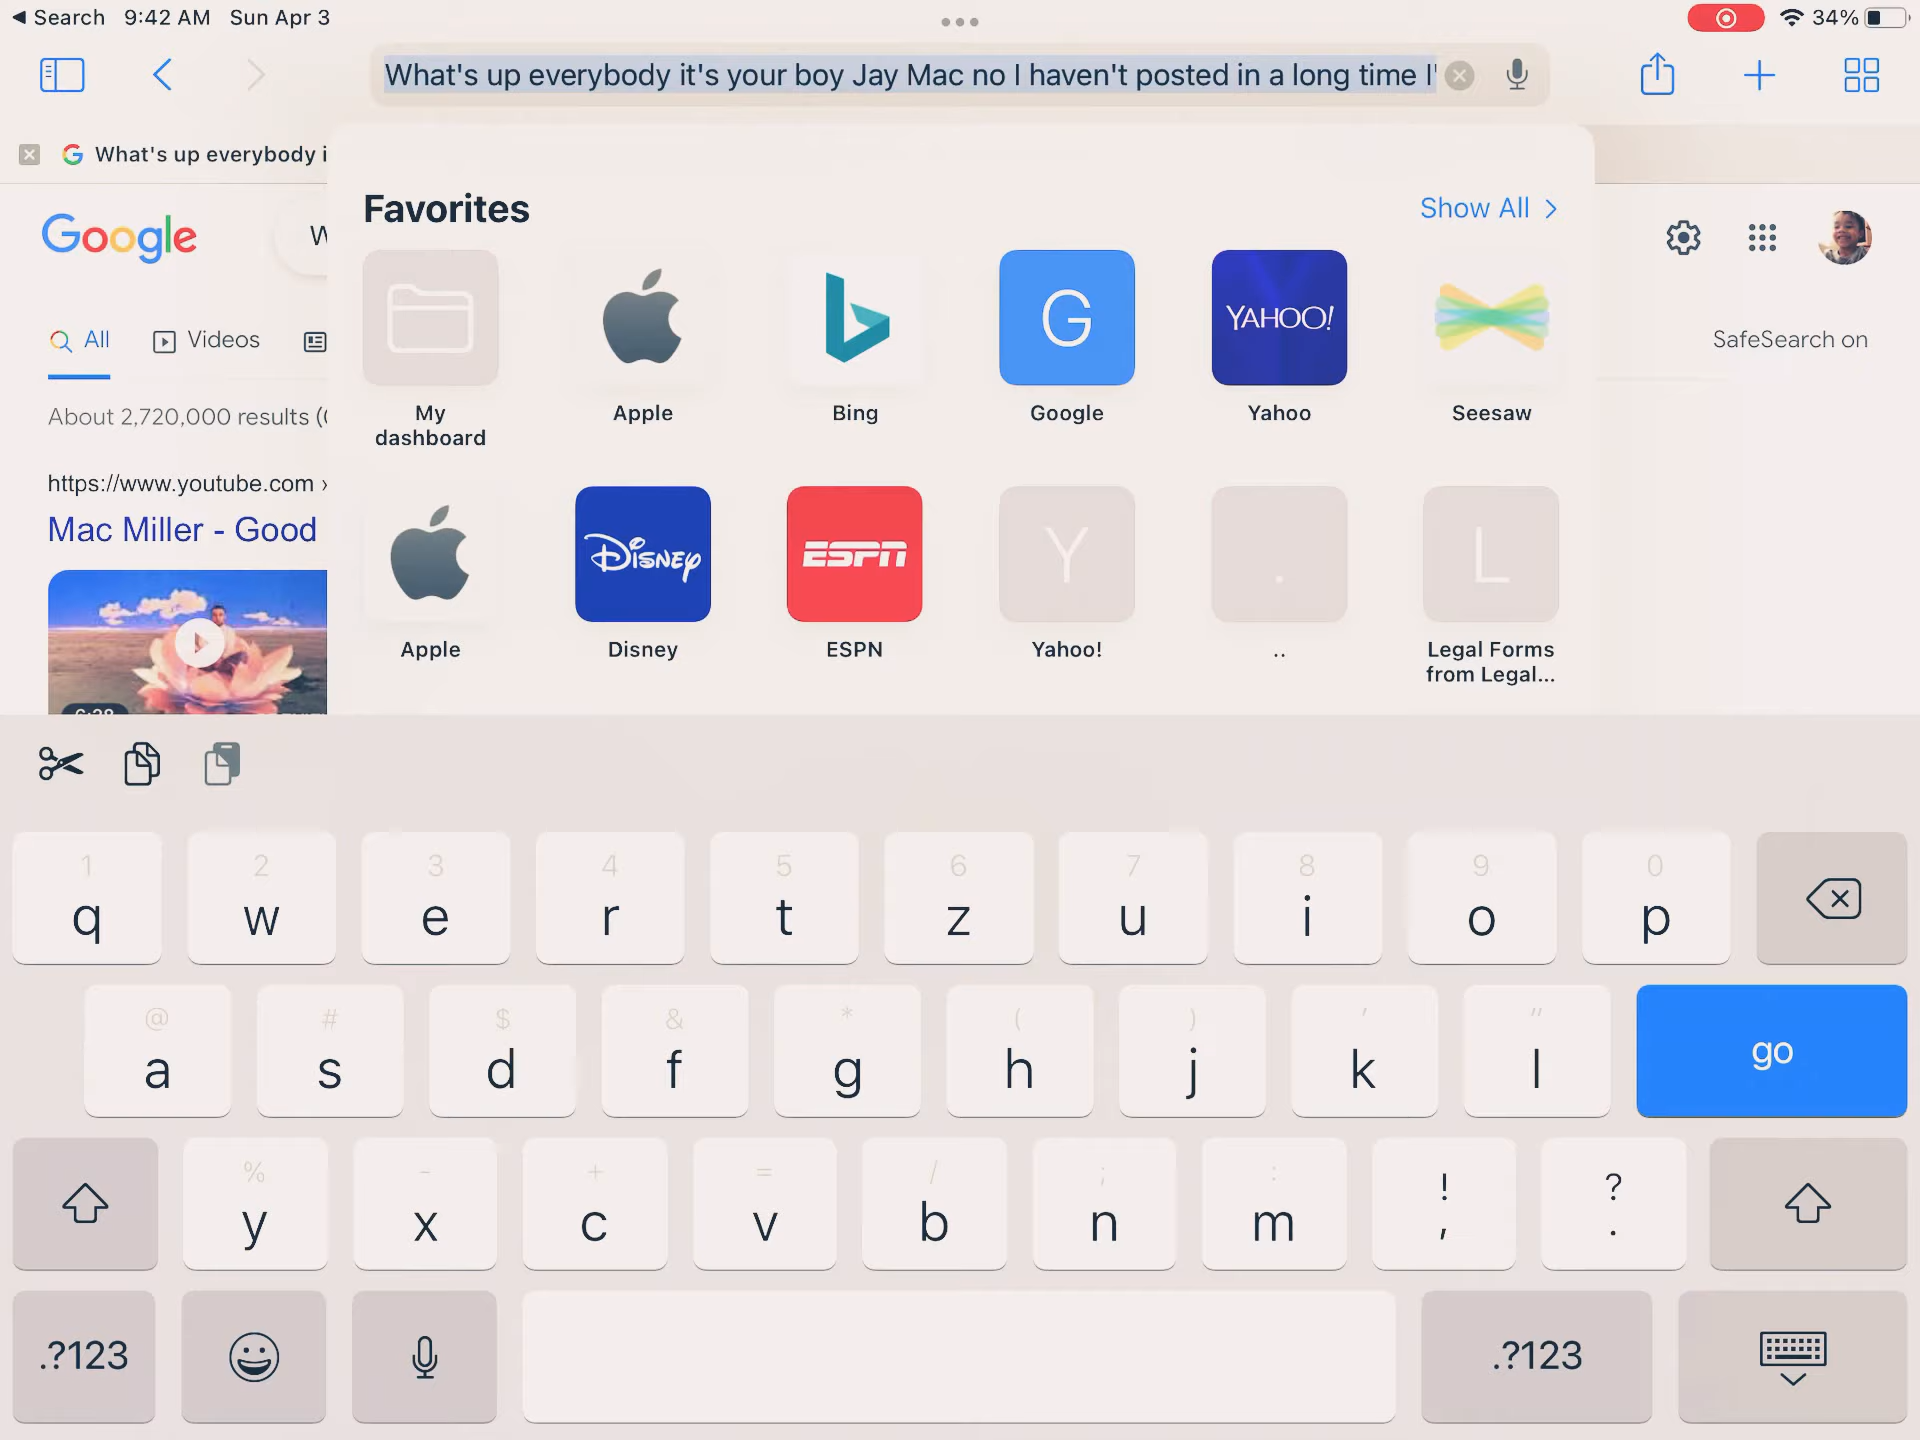 Search 9:42 AM Sun Apr 3
34%
What's up everybody it's your boy Jay Mac no I haven't posted in a long time I'
What's up everybody i
Favorites
Show All
Google
W
All
Videos
SafeSearch on
YAHOO!
G
My dashboard
Apple
Bing
Google
Yahoo
Seesaw
About 2,720,000 results (
https://www.youtube.com ›
Mac Miller - Good
Disney
ESPN
Y
.
L
Apple
Disney
ESPN
Yahoo!
..
Legal Forms
from Legal...
1 2 3 4 5 6 7 8 9 0
q w e r t z u i o p
@ # $ & * ( ) ' "
a s d f g h j k l go
% - + = / ; : ! ?
y x c v b n m , .
.?123 .?123